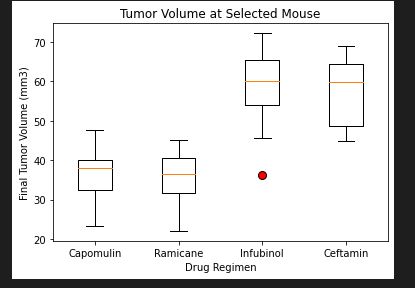 Tumor Volume at Selected Mouse
70
60
50
40
30
20
Final Tumor Volume (mm3)
Capomulin Ramicane Infubinol Ceftamin
Drug Regimen